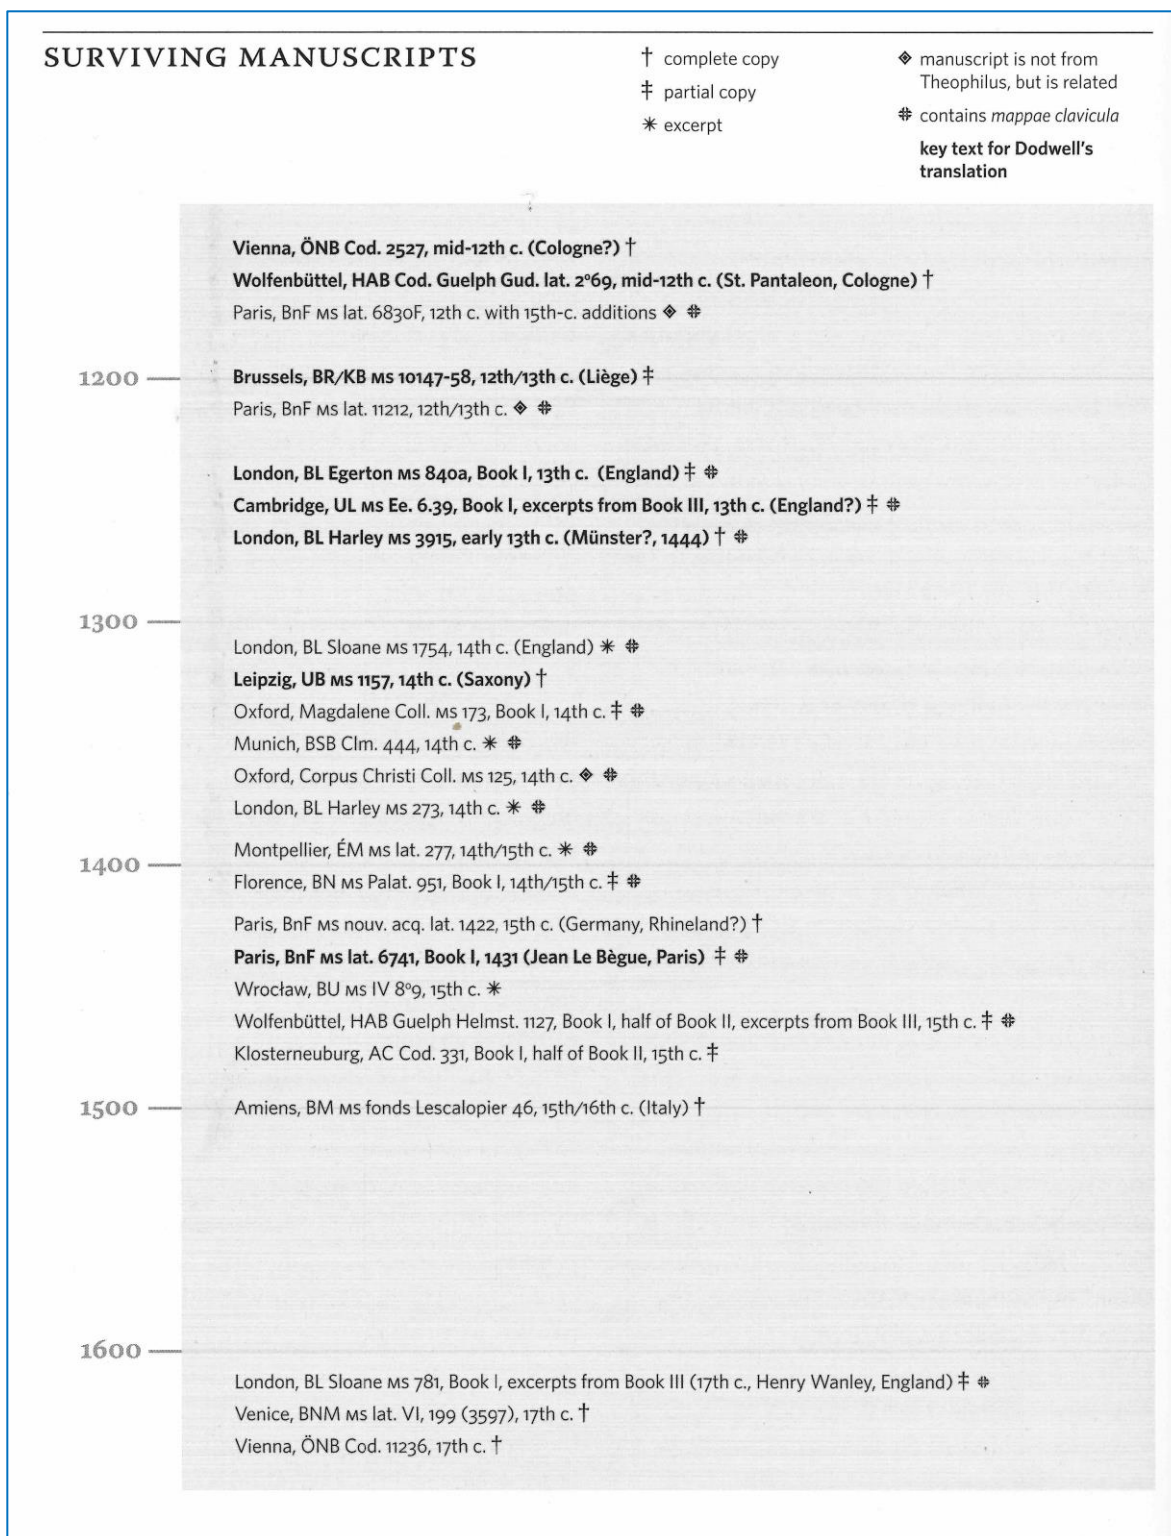 SURVIVING MANUSCRIPTS
† complete copy
‡ partial copy
✳ excerpt
◈ manuscript is not from
Theophilus, but is related
⌗ contains mappae clavicula
key text for Dodwell's
translation
Vienna, ÖNB Cod. 2527, mid-12th c. (Cologne?) †
Wolfenbüttel, HAB Cod. Guelph Gud. lat. 2º69, mid-12th c. (St. Pantaleon, Cologne) †
Paris, BnF MS lat. 6830F, 12th c. with 15th-c. additions ◈ ⌗
1200
Brussels, BR/KB MS 10147-58, 12th/13th c. (Liège) ‡
Paris, BnF MS lat. 11212, 12th/13th c. ◈ ⌗
London, BL Egerton MS 840a, Book I, 13th c. (England) ‡ ⌗
Cambridge, UL MS Ee. 6.39, Book I, excerpts from Book III, 13th c. (England?) ‡ ⌗
London, BL Harley MS 3915, early 13th c. (Münster?, 1444) † ⌗
1300
London, BL Sloane MS 1754, 14th c. (England) ✳ ⌗
Leipzig, UB MS 1157, 14th c. (Saxony) †
Oxford, Magdalene Coll. MS 173, Book I, 14th c. ‡ ⌗
Munich, BSB Clm. 444, 14th c. ✳ ⌗
Oxford, Corpus Christi Coll. MS 125, 14th c. ◈ ⌗
London, BL Harley MS 273, 14th c. ✳ ⌗
Montpellier, ÉM MS lat. 277, 14th/15th c. ✳ ⌗
1400
Florence, BN MS Palat. 951, Book I, 14th/15th c. ‡ ⌗
Paris, BnF MS nouv. acq. lat. 1422, 15th c. (Germany, Rhineland?) †
Paris, BnF MS lat. 6741, Book I, 1431 (Jean Le Bègue, Paris) ‡ ⌗
Wrocław, BU MS IV 8º9, 15th c. ✳
Wolfenbüttel, HAB Guelph Helmst. 1127, Book I, half of Book II, excerpts from Book III, 15th c. ‡ ⌗
Klosterneuburg, AC Cod. 331, Book I, half of Book II, 15th c. ‡
1500
Amiens, BM MS fonds Lescalopier 46, 15th/16th c. (Italy) †
1600
London, BL Sloane MS 781, Book I, excerpts from Book III (17th c., Henry Wanley, England) ‡ ⌗
Venice, BNM MS lat. VI, 199 (3597), 17th c. †
Vienna, ÖNB Cod. 11236, 17th c. †